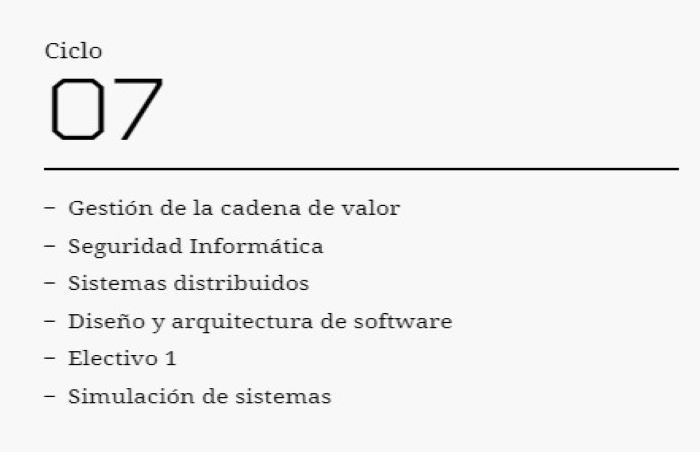 Ciclo
07
– Gestión de la cadena de valor
– Seguridad Informática
– Sistemas distribuidos
– Diseño y arquitectura de software
– Electivo 1
– Simulación de sistemas